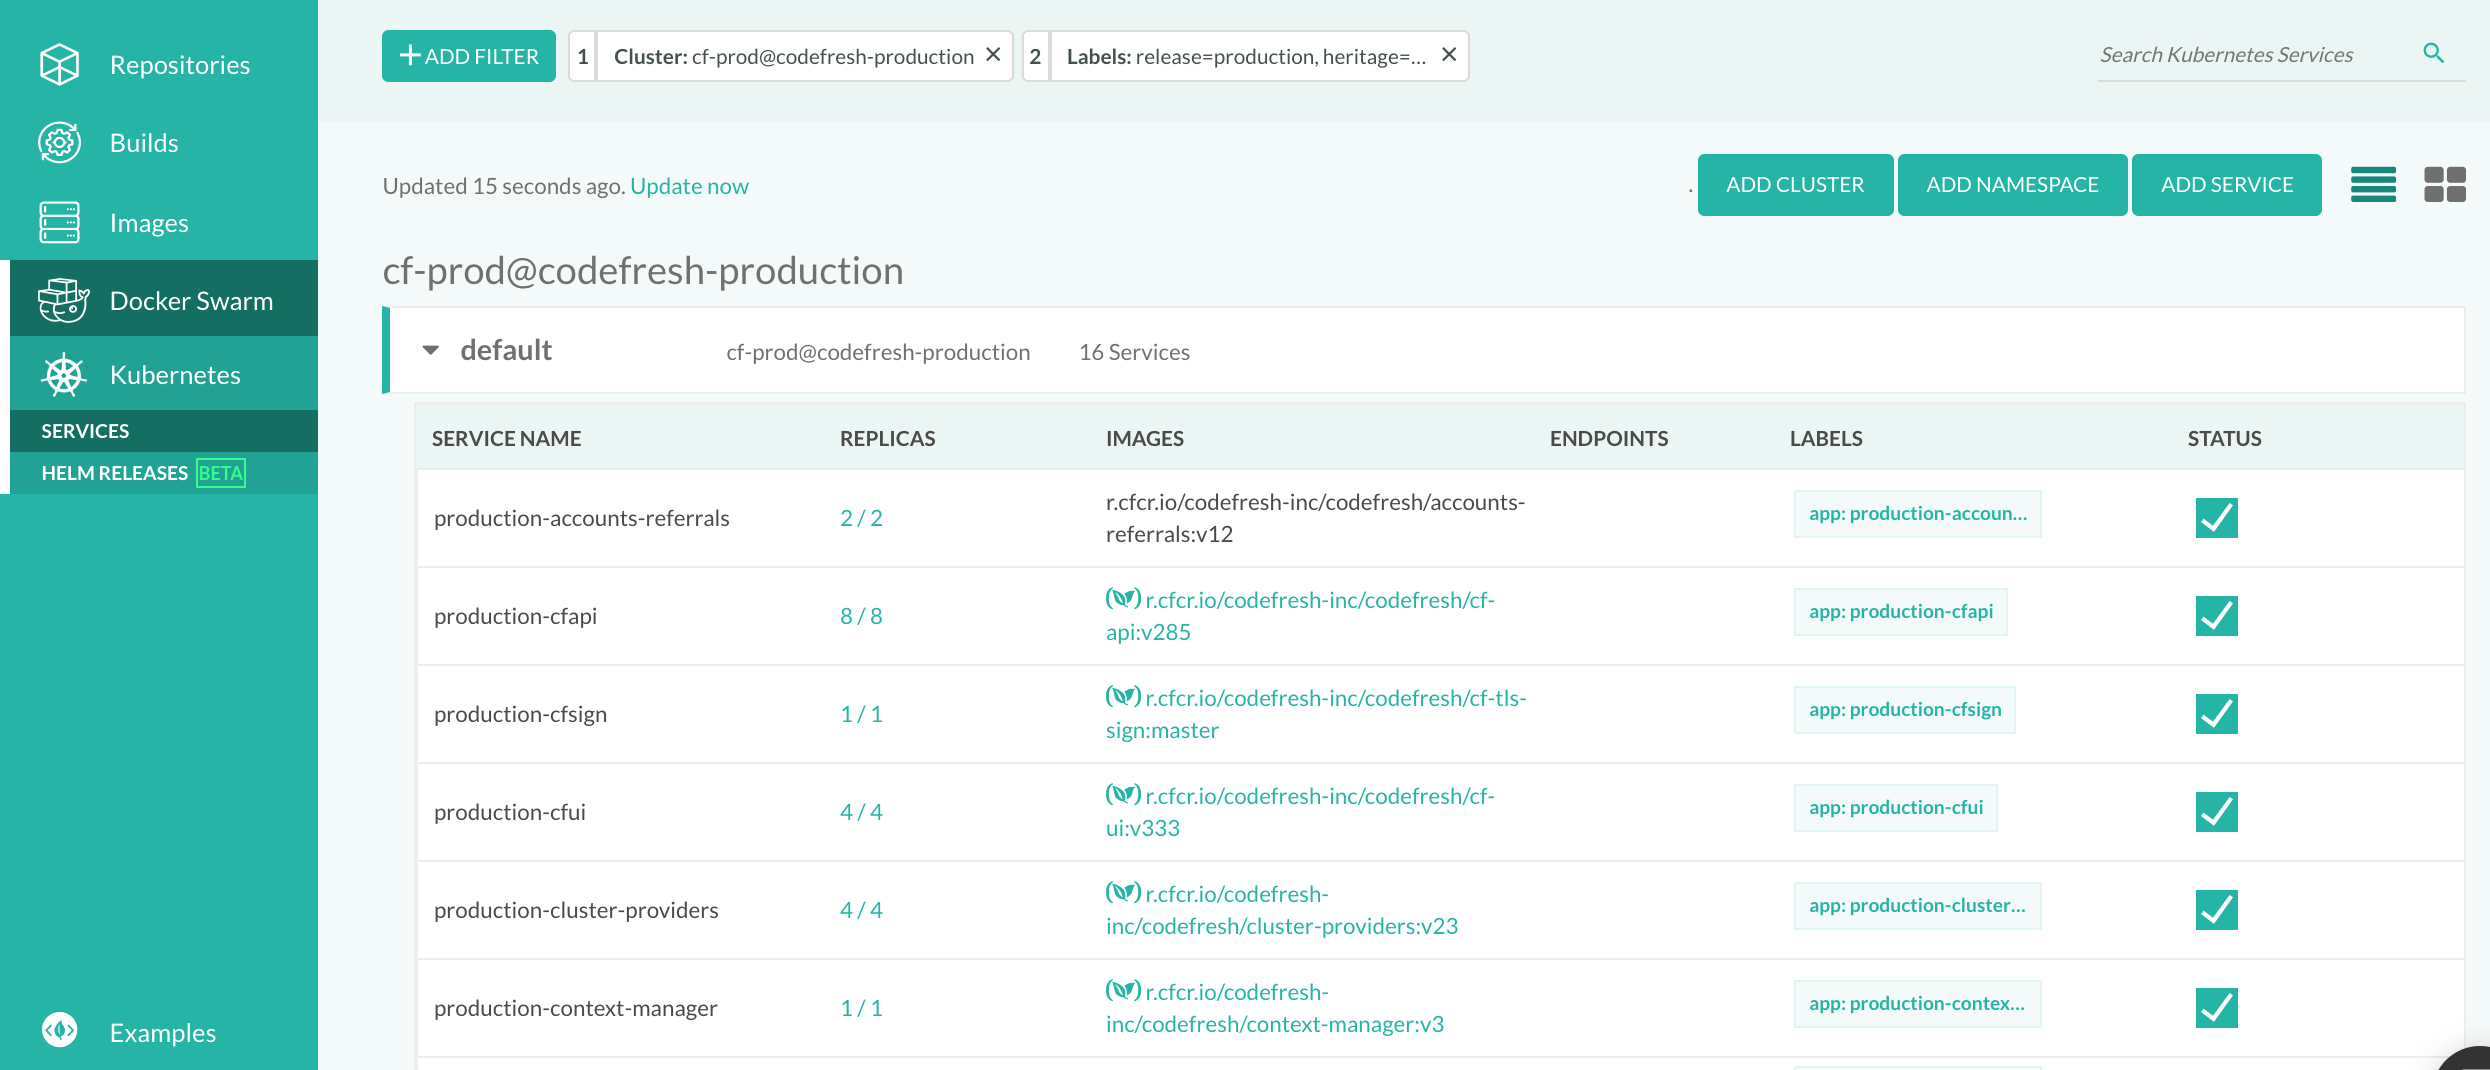 Repositories
Builds
Images
Docker Swarm
Kubernetes
SERVICES
HELM RELEASES BETA
Examples
ADD FILTER
1 Cluster: cf-prod@codefresh-production
2 Labels: release=production, heritage=...
Search Kubernetes Services
Updated 15 seconds ago. Update now
. ADD CLUSTER ADD NAMESPACE ADD SERVICE
cf-prod@codefresh-production
default cf-prod@codefresh-production 16 Services
SERVICE NAME REPLICAS IMAGES ENDPOINTS LABELS STATUS
production-accounts-referrals 2 / 2 r.cfcr.io/codefresh-inc/codefresh/accounts- app: production-accoun...
referrals:v12
production-cfapi 8 / 8 r.cfcr.io/codefresh-inc/codefresh/cf- app: production-cfapi
api:v285
production-cfsign 1 / 1 r.cfcr.io/codefresh-inc/codefresh/cf-tls- app: production-cfsign
sign:master
production-cfui 4 / 4 r.cfcr.io/codefresh-inc/codefresh/cf- app: production-cfui
ui:v333
production-cluster-providers 4 / 4 r.cfcr.io/codefresh- app: production-cluster...
inc/codefresh/cluster-providers:v23
production-context-manager 1 / 1 r.cfcr.io/codefresh- app: production-contex...
inc/codefresh/context-manager:v3